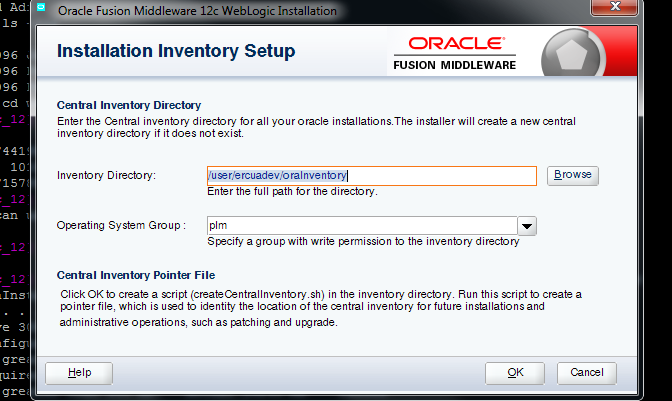 Oracle Fusion Middleware 12c WebLogic Installation
Installation Inventory Setup
ORACLE
FUSION MIDDLEWARE
Central Inventory Directory
Enter the Central inventory directory for all your oracle installations.The installer will create a new central
inventory directory if it does not exist.
Inventory Directory:
/user/ercuadev/oraInventory
Browse
Enter the full path for the directory.
Operating System Group :
plm
Specify a group with write permission to the inventory directory
Central Inventory Pointer File
Click OK to create a script (createCentralInventory.sh) in the inventory directory. Run this script to create a
pointer file, which is used to identify the location of the central inventory for future installations and
administrative operations, such as patching and upgrade.
Help
OK
Cancel